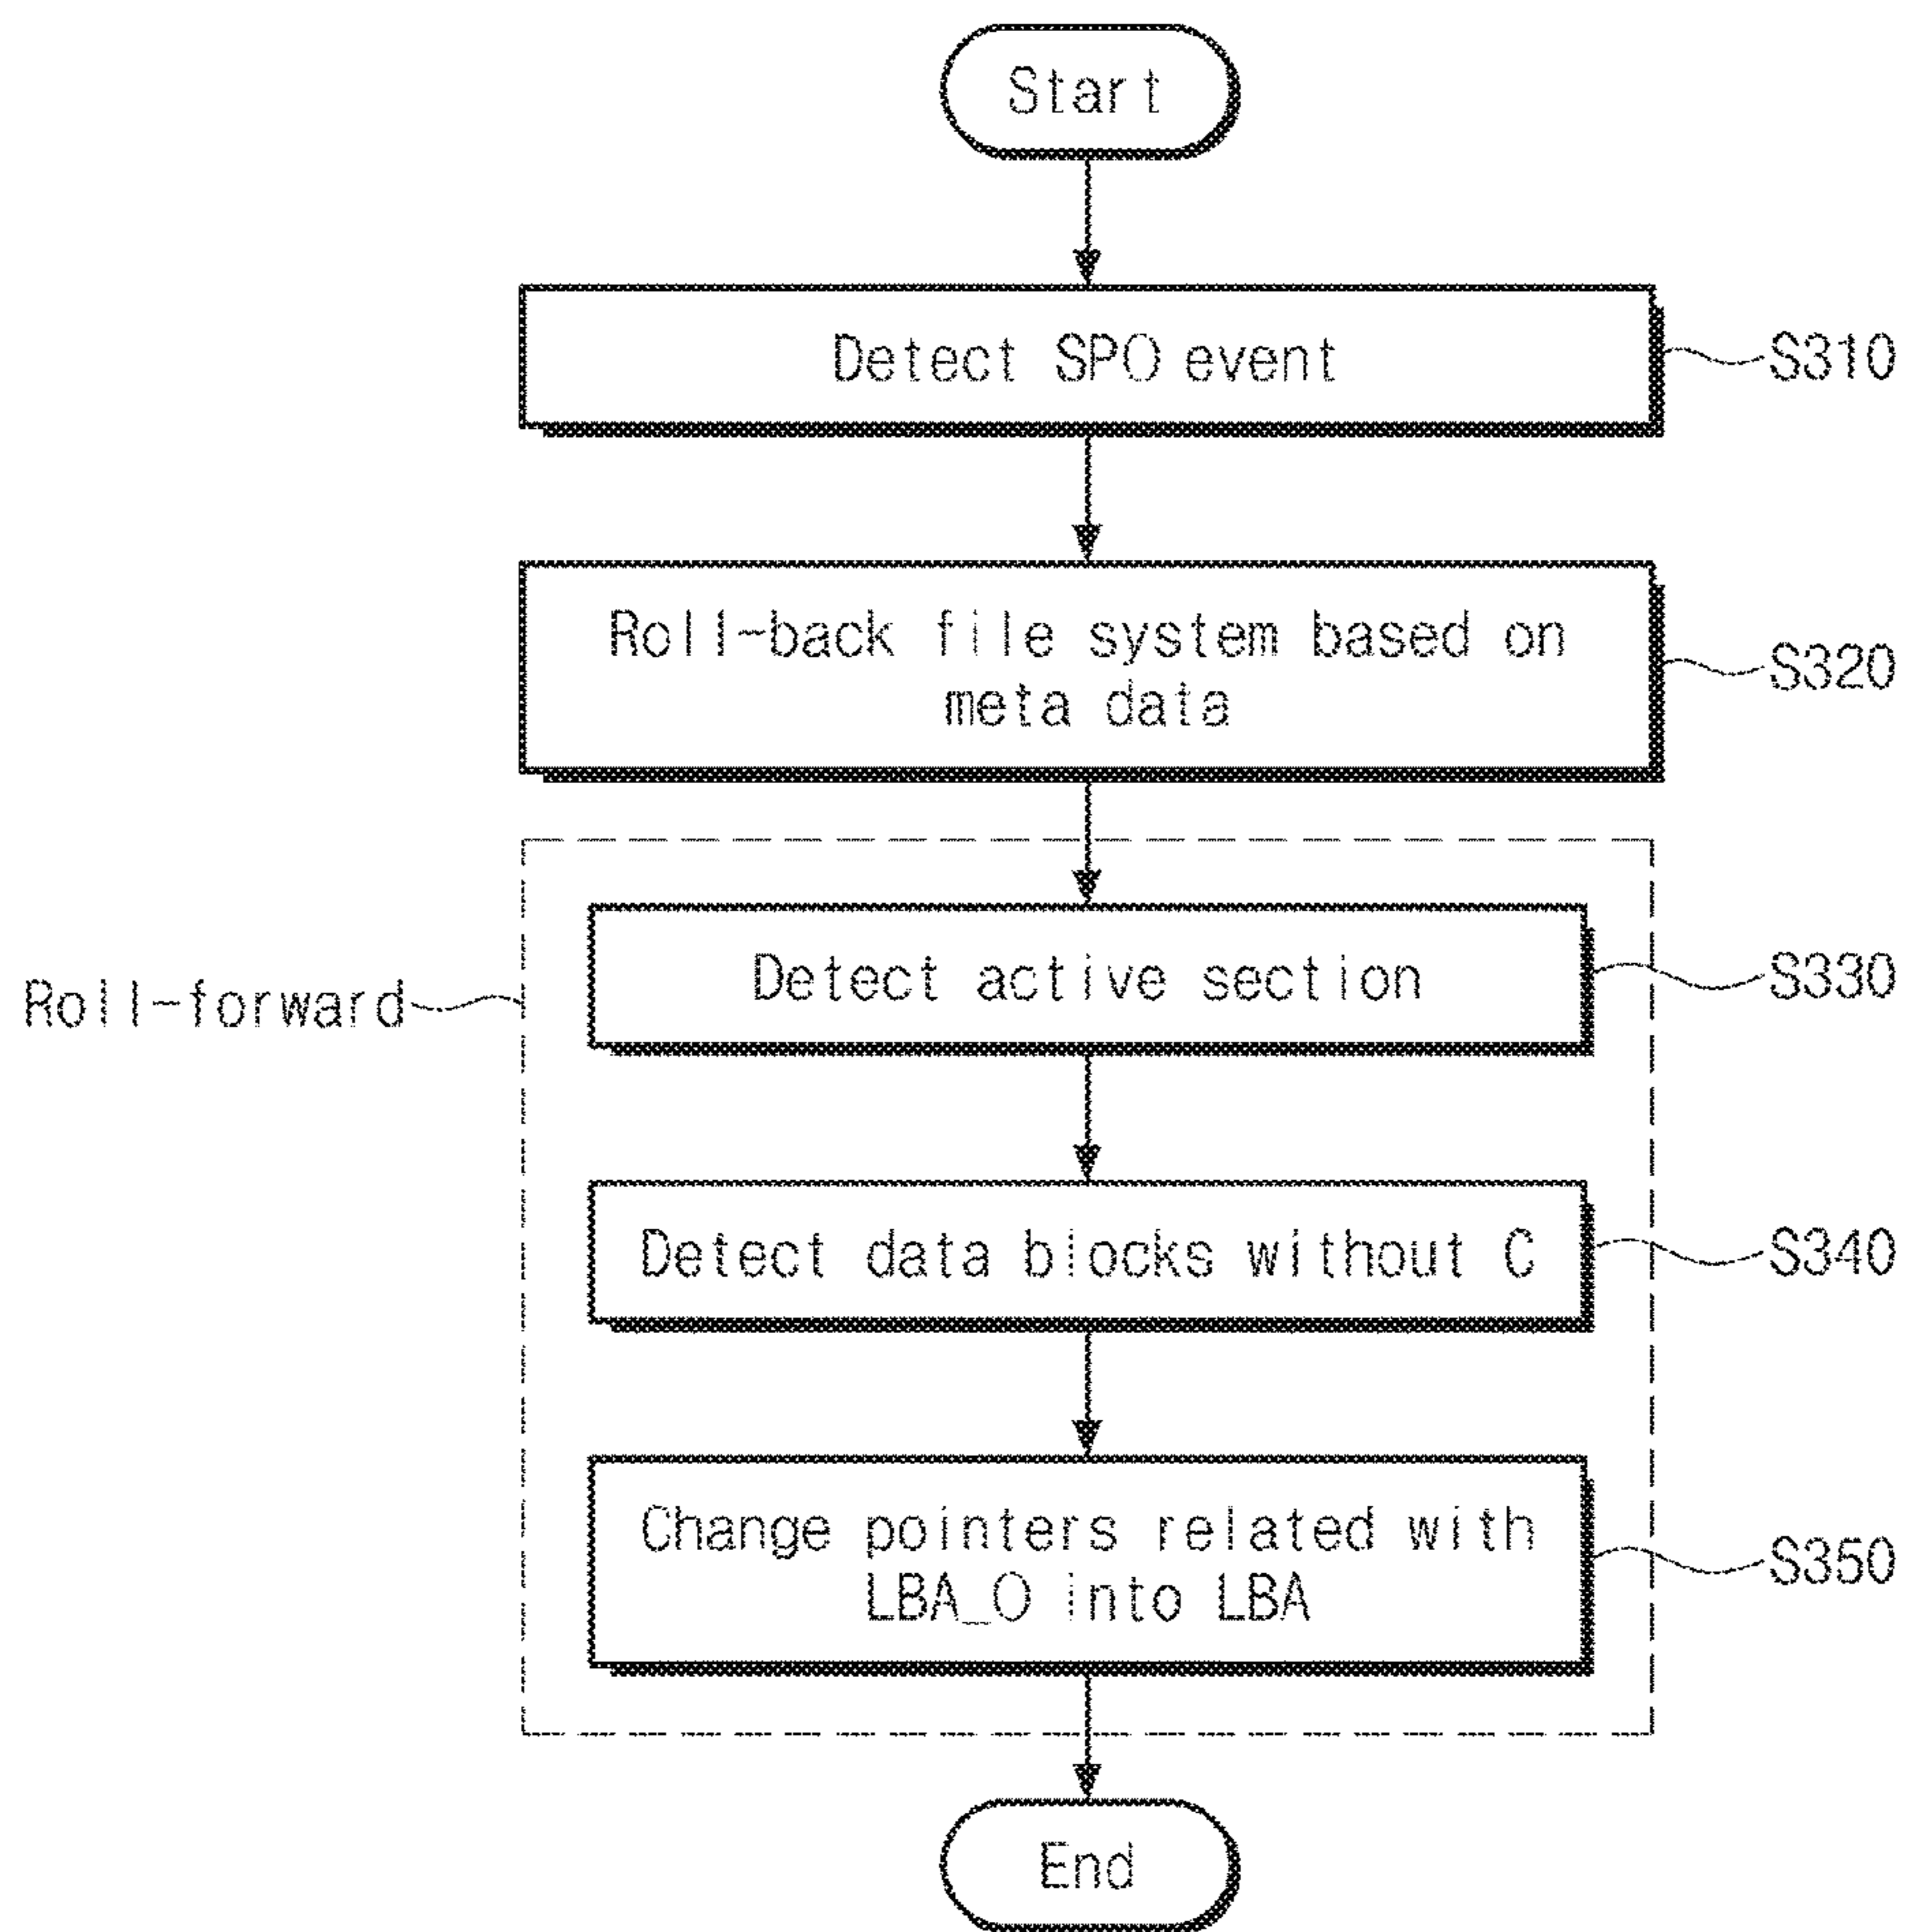 Start
Detect SPO event
S310
Roll-back file system based on
meta data
S320
Roll-forward
Detect active section
S330
Detect data blocks without C
S340
Change pointers related with
LBA_O into LBA
S350
End